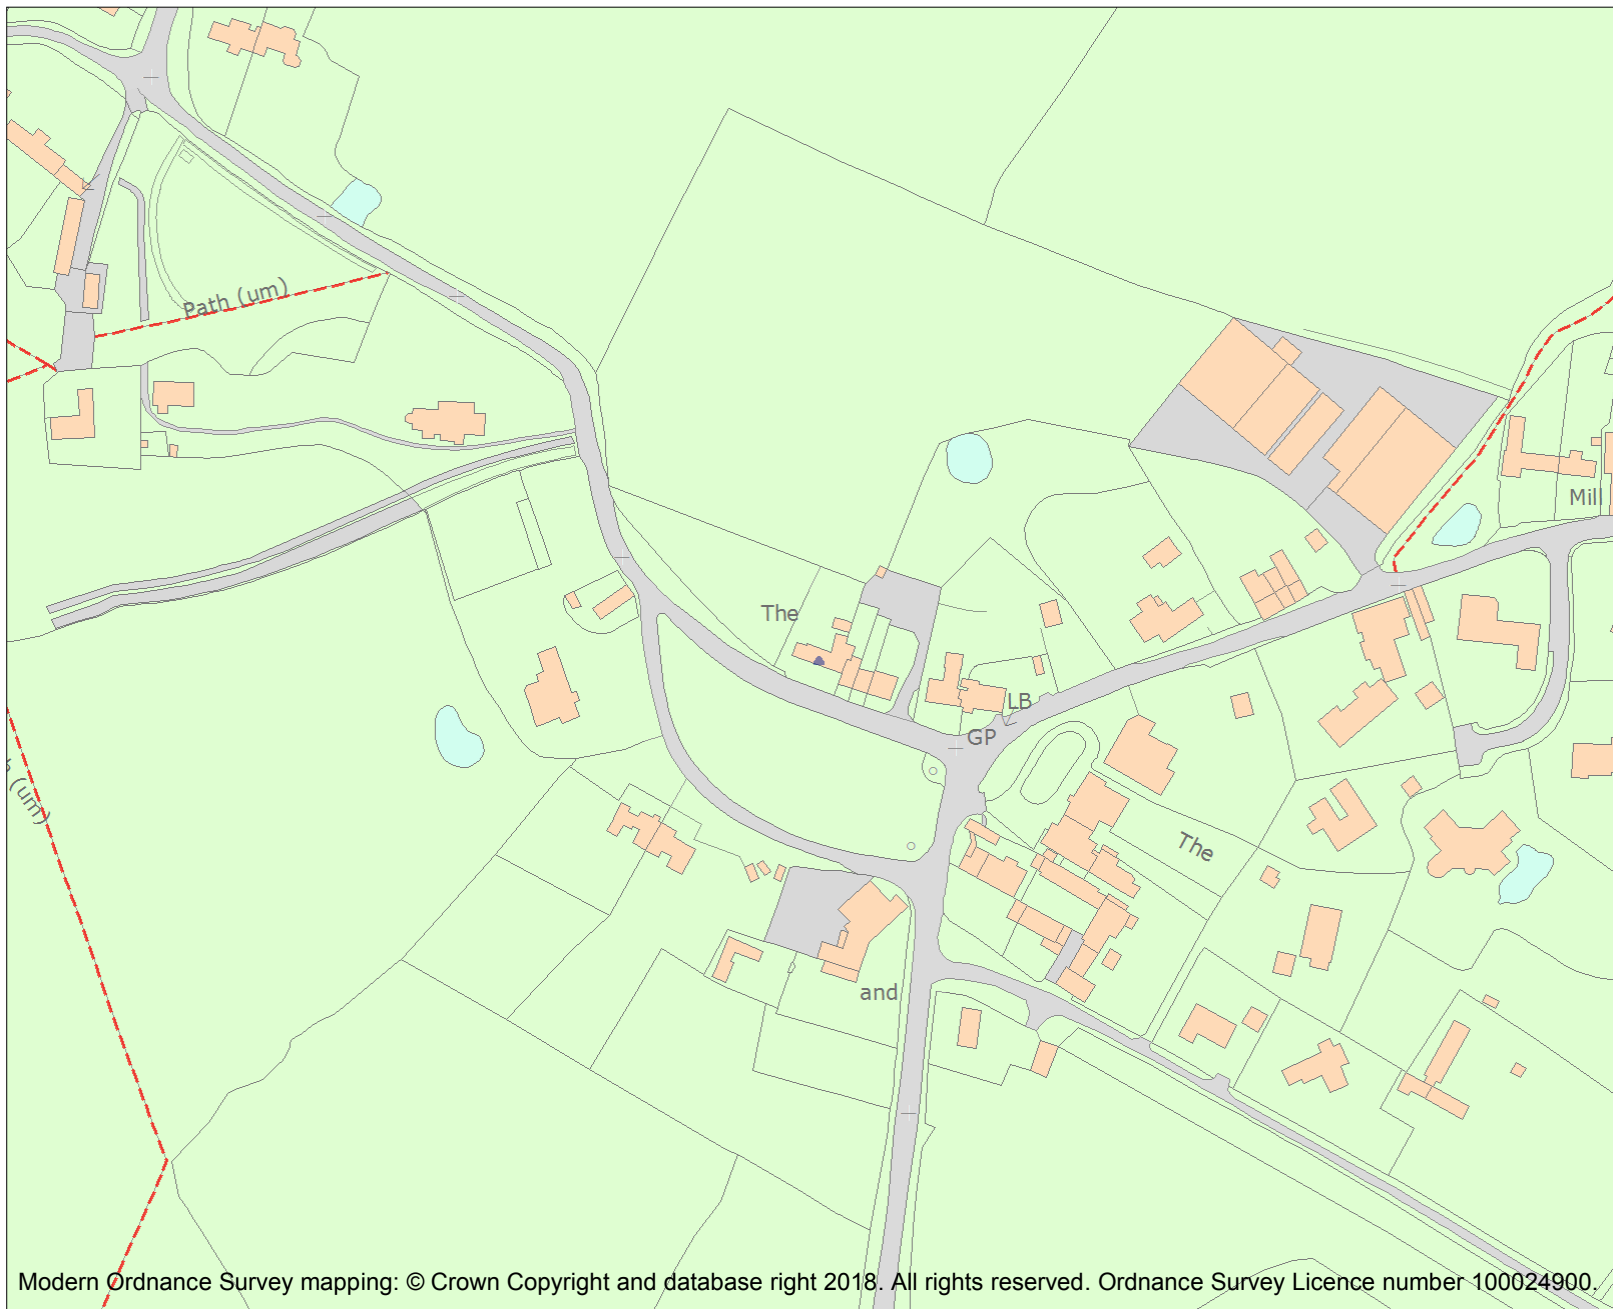 Path (um)
Mill
The
LB
GP
(um)
The
and
Modern Ordnance Survey mapping: © Crown Copyright and database right 2018. All rights reserved. Ordnance Survey Licence number 100024900.